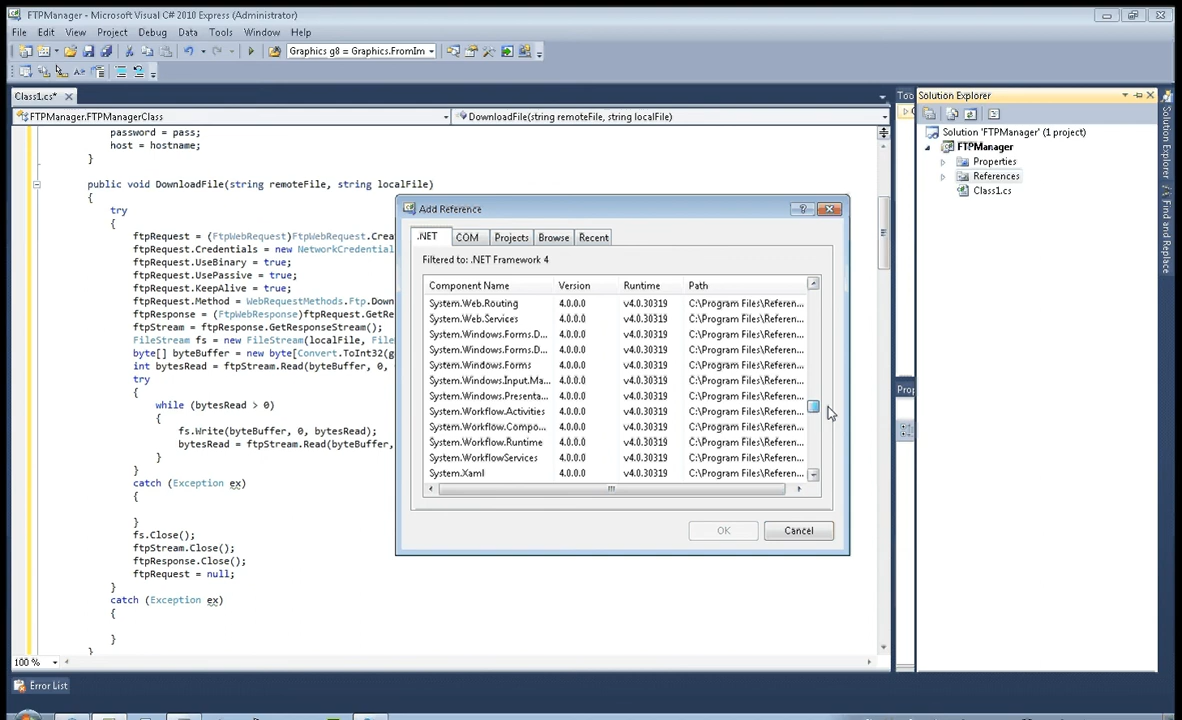 FTPManager - Microsoft Visual C# 2010 Express (Administrator)
File Edit View Project Debug Data Tools Window Help
Graphics g8 = Graphics.FromIm
Class1.cs*
FTPManager.FTPManagerClass
DownloadFile(string remoteFile, string localFile)
password = pass;
host = hostname;
}
public void DownloadFile(string remoteFile, string localFile)
{
try
{
ftpRequest = (FtpWebRequest)FtpWebRequest.Crea
ftpRequest.Credentials = new NetworkCredential
ftpRequest.UseBinary = true;
ftpRequest.UsePassive = true;
ftpRequest.KeepAlive = true;
ftpRequest.Method = WebRequestMethods.Ftp.Down
ftpResponse = (FtpWebResponse)ftpRequest.GetRe
ftpStream = ftpResponse.GetResponseStream();
FileStream fs = new FileStream(localFile, File
byte[] byteBuffer = new byte[Convert.ToInt32(g
int bytesRead = ftpStream.Read(byteBuffer, 0,
try
{
while (bytesRead > 0)
{
fs.Write(byteBuffer, 0, bytesRead);
bytesRead = ftpStream.Read(byteBuffer,
}
}
catch (Exception ex)
{
}
fs.Close();
ftpStream.Close();
ftpResponse.Close();
ftpRequest = null;
}
catch (Exception ex)
{
}
}
100 %
Error List
Add Reference
.NET COM Projects Browse Recent
Filtered to: .NET Framework 4
Component Name Version Runtime Path
System.Web.Routing 4.0.0.0 v4.0.30319 C:\Program Files\Referen...
System.Web.Services 4.0.0.0 v4.0.30319 C:\Program Files\Referen...
System.Windows.Forms.D... 4.0.0.0 v4.0.30319 C:\Program Files\Referen...
System.Windows.Forms.D... 4.0.0.0 v4.0.30319 C:\Program Files\Referen...
System.Windows.Forms 4.0.0.0 v4.0.30319 C:\Program Files\Referen...
System.Windows.Input.Ma... 4.0.0.0 v4.0.30319 C:\Program Files\Referen...
System.Windows.Presenta... 4.0.0.0 v4.0.30319 C:\Program Files\Referen...
System.Workflow.Activities 4.0.0.0 v4.0.30319 C:\Program Files\Referen...
System.Workflow.Compo... 4.0.0.0 v4.0.30319 C:\Program Files\Referen...
System.Workflow.Runtime 4.0.0.0 v4.0.30319 C:\Program Files\Referen...
System.WorkflowServices 4.0.0.0 v4.0.30319 C:\Program Files\Referen...
System.Xaml 4.0.0.0 v4.0.30319 C:\Program Files\Referen...
OK Cancel
Too
Prop
Solution Explorer
Solution 'FTPManager' (1 project)
FTPManager
Properties
References
Class1.cs
Solution Explorer
Find and Replace